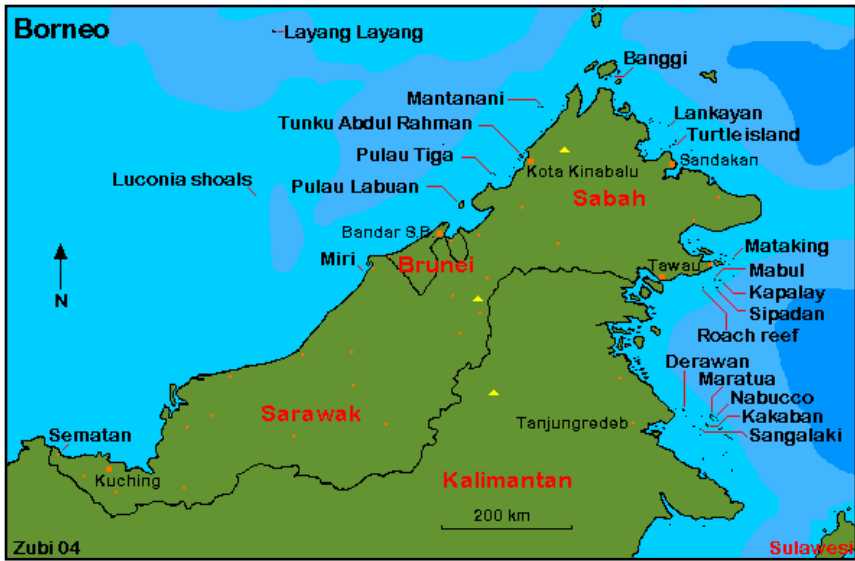 Borneo
Layang Layang
Banggi
Mantanani
Lankayan
Tunku Abdul Rahman
Turtle island
Pulau Tiga
Sandakan
Kota Kinabalu
Luconia shoals
Pulau Labuan
Sabah
Bandar S.B.
Mataking
Miri
Brunei
Tawau
Mabul
N
Kapalay
Sipadan
Roach reef
Derawan
Maratua
Nabucco
Sarawak
Tanjungredeb
Kakaban
Sematan
Sangalaki
Kuching
Kalimantan
200 km
Zubi 04
Sulawesi